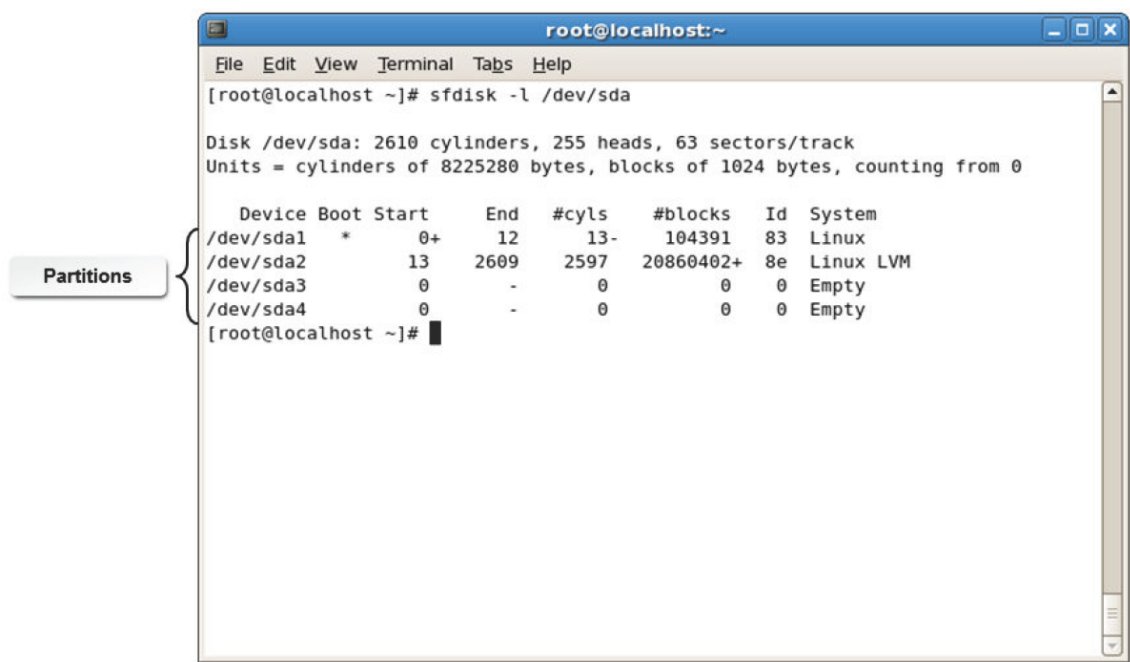 root@localhost:~
File Edit View Terminal Tabs Help
[root@localhost ~]# sfdisk -l /dev/sda
Disk /dev/sda: 2610 cylinders, 255 heads, 63 sectors/track
Units = cylinders of 8225280 bytes, blocks of 1024 bytes, counting from 0
Device Boot Start End #cyls #blocks Id System
/dev/sda1 * 0+ 12 13- 104391 83 Linux
/dev/sda2 13 2609 2597 20860402+ 8e Linux LVM
/dev/sda3 0 - 0 0 0 Empty
/dev/sda4 0 - 0 0 0 Empty
[root@localhost ~]#
Partitions